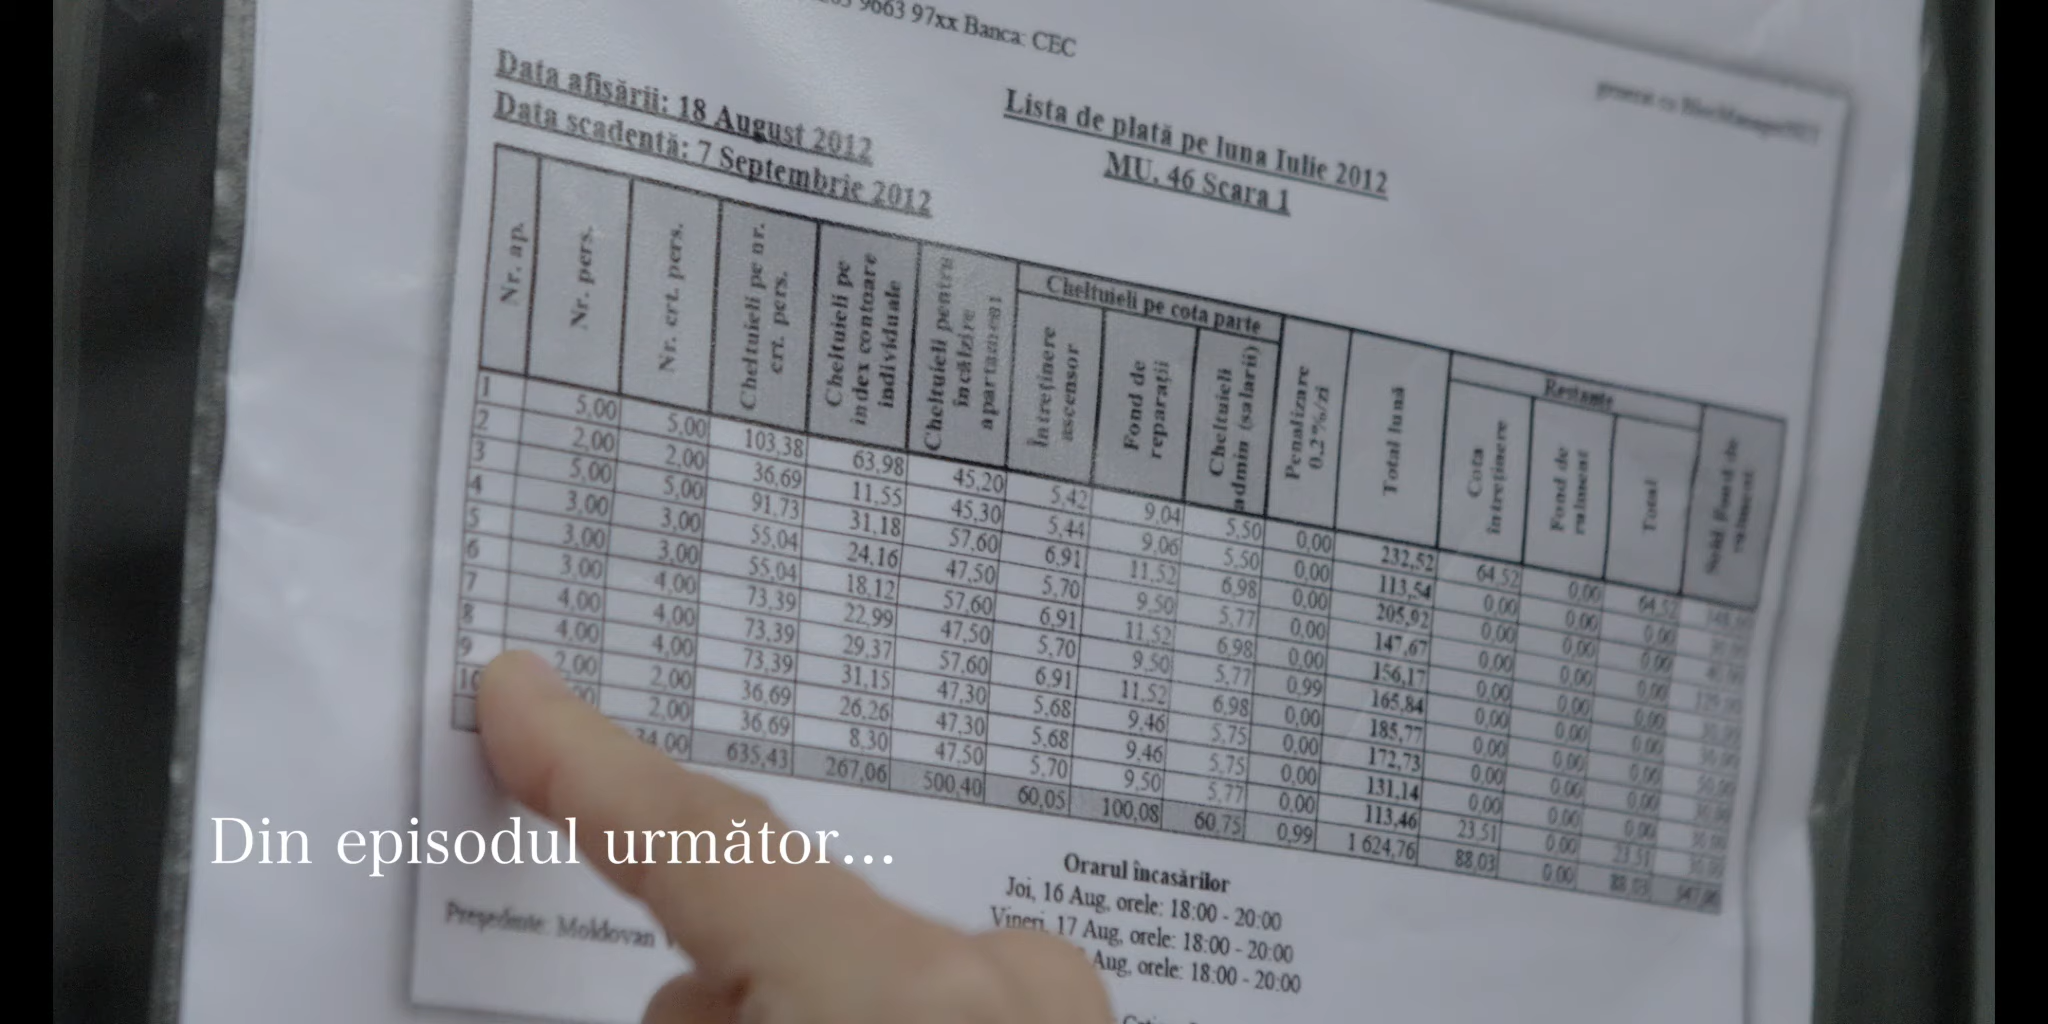 9663 97xx Banca: CEC
Data afișării: 18 August 2012
Data scadentă: 7 Septembrie 2012
Lista de plată pe luna Iulie 2012
MU. 46 Scara 1
Nr. ap.
Nr. pers.
Nr. crt. pers.
Cheltuieli pe nr. crt. pers.
Cheltuieli pe index contoare individuale
Cheltuieli pentru încălzire apartament
Cheltuieli pe cota parte
Întreținere ascensor
Fond de reparații
Cheltuieli admin (salarii)
Penalizare 0.2%/zi
Total lună
Restante
Cota întreținere
Fond de rulment
Total
Sold Fond de rulment
1 5,00 5,00 103,38 63,98 45,20 5,42 9,04 5,50 0,00 232,52 64,52 0,00 64,52
2 2,00 2,00 36,69 11,55 45,30 5,44 9,06 5,50 0,00 113,54 0,00 0,00 0,00
3 5,00 5,00 91,73 31,18 57,60 6,91 11,52 6,98 0,00 205,92 0,00 0,00 0,00
4 3,00 3,00 55,04 24,16 47,50 5,70 9,50 5,77 0,00 147,67 0,00 0,00 0,00
5 3,00 3,00 55,04 18,12 57,60 6,91 11,52 6,98 0,00 156,17 0,00 0,00 0,00
6 3,00 4,00 73,39 22,99 47,50 5,70 9,50 5,77 0,99 165,84 0,00 0,00 0,00
7 4,00 4,00 73,39 29,37 57,60 6,91 11,52 6,98 0,00 185,77 0,00 0,00 0,00
8 4,00 4,00 73,39 31,15 47,30 5,68 9,46 5,75 0,00 172,73 0,00 0,00 0,00
9 2,00 2,00 36,69 26,26 47,30 5,68 9,46 5,75 0,00 131,14 0,00 0,00 0,00
10 2,00 36,69 8,30 47,50 5,70 9,50 5,77 0,00 113,46 23,51 0,00 23,51
34,00 635,43 267,06 500,40 60,05 100,08 60,75 0,99 1 624,76 88,03 0,00 88,03
Din episodul următor...
Orarul încasărilor
Joi, 16 Aug, orele: 18:00 - 20:00
Vineri, 17 Aug, orele: 18:00 - 20:00
Aug, orele: 18:00 - 20:00
Președinte: Moldovan